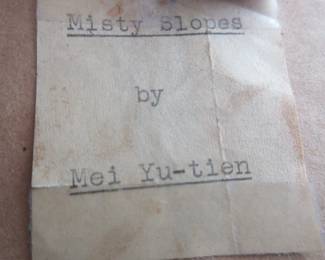 Misty Slopes
by
Mei Yu-tien